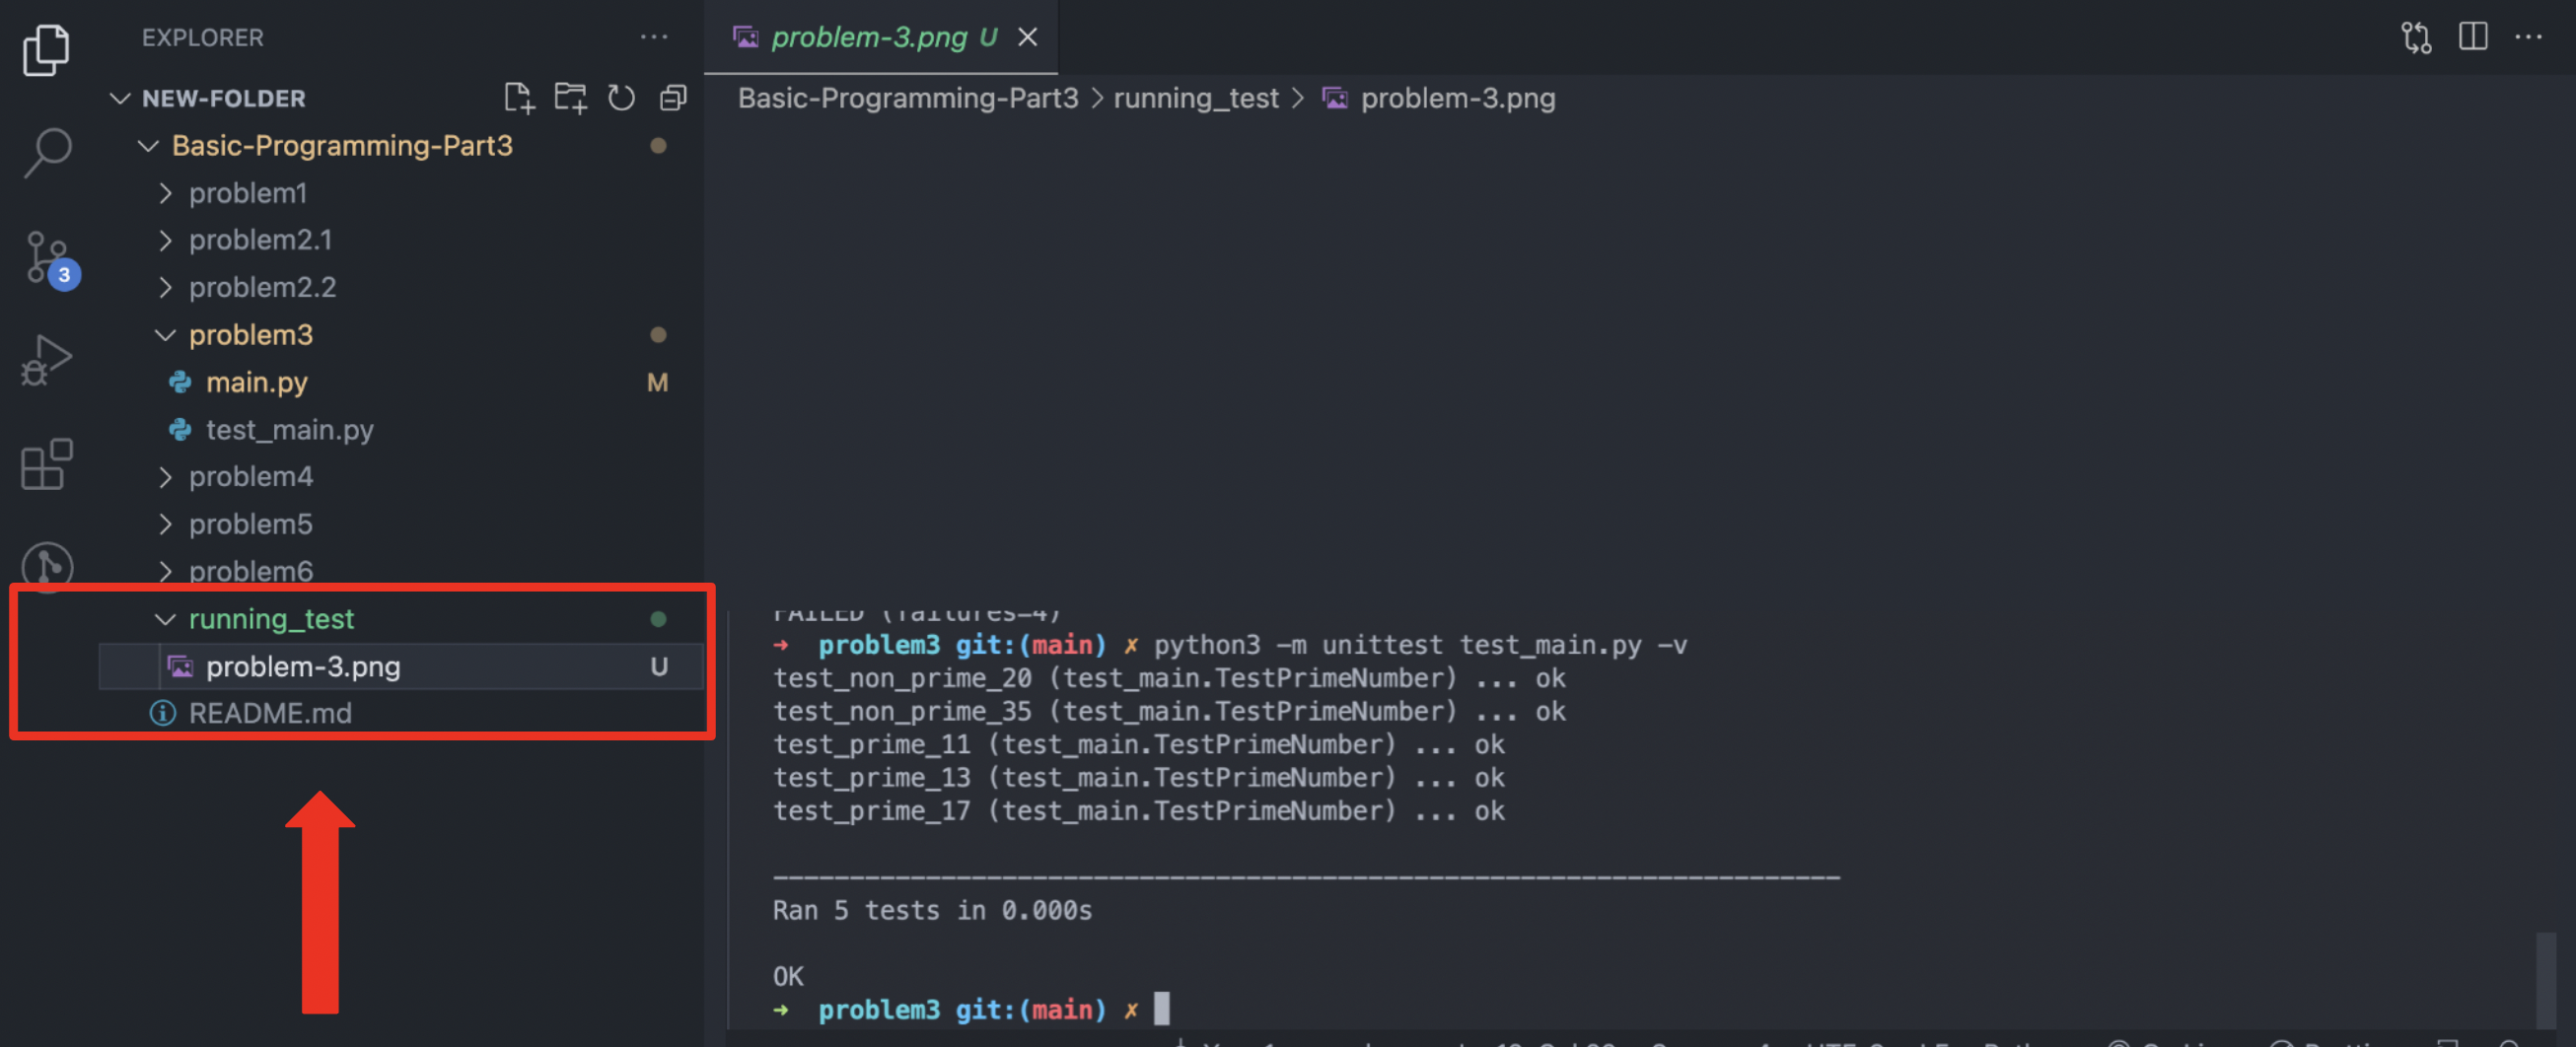 EXPLORER
NEW-FOLDER
Basic-Programming-Part3
problem1
problem2.1
problem2.2
problem3
main.py M
test_main.py
problem4
problem5
problem6
running_test
problem-3.png U
README.md
3
problem-3.png U
Basic-Programming-Part3 > running_test > problem-3.png
FAILED (failures=4)
→ problem3 git:(main) ✗ python3 -m unittest test_main.py -v
test_non_prime_20 (test_main.TestPrimeNumber) ... ok
test_non_prime_35 (test_main.TestPrimeNumber) ... ok
test_prime_11 (test_main.TestPrimeNumber) ... ok
test_prime_13 (test_main.TestPrimeNumber) ... ok
test_prime_17 (test_main.TestPrimeNumber) ... ok
----------------------------------------------------------------------
Ran 5 tests in 0.000s
OK
→ problem3 git:(main) ✗